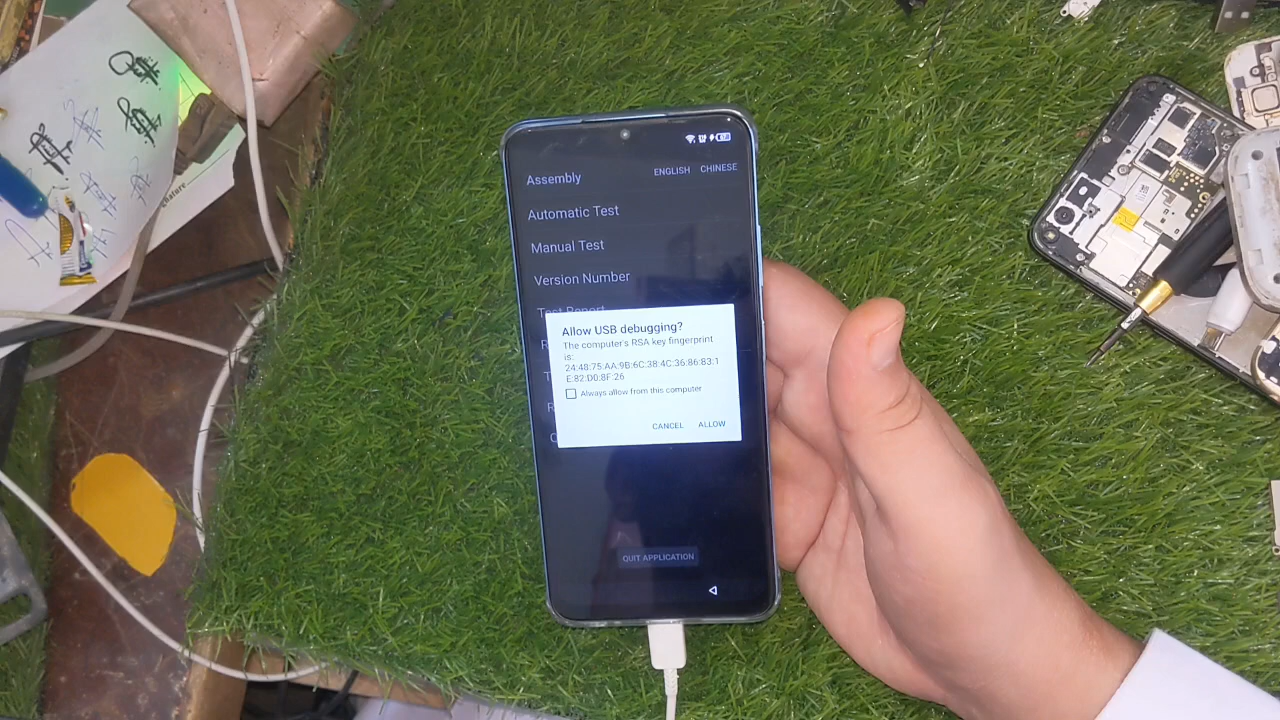 Assembly
ENGLISH
CHINESE
Automatic Test
Manual Test
Version Number
Test Report
Allow USB debugging?
The computer's RSA key fingerprint
is:
24:48:75:AA:9B:6C:38:4C:36:86:83:1
E:82:D0:8F:26
Always allow from this computer
CANCEL
ALLOW
QUIT APPLICATION